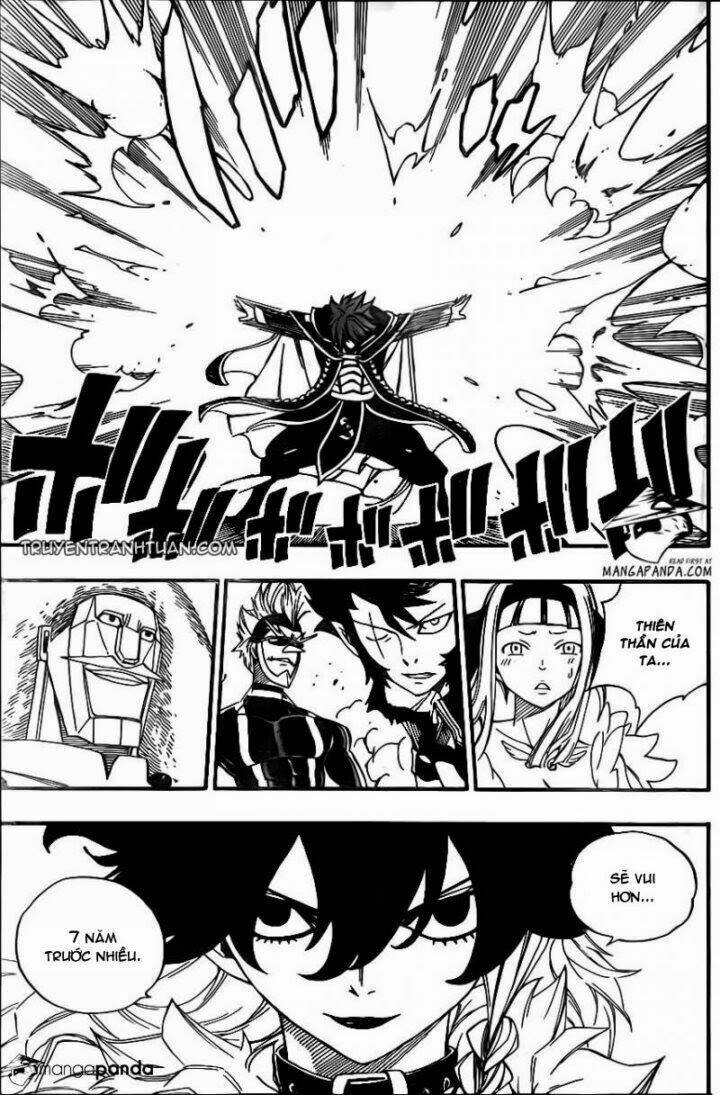 TRUYENTRANHTUAN.COM
READ FIRST AT
MANGAPANDA.COM
THIÊN
THẦN CỦA
TA...
SẼ VUI
HƠN...
7 NĂM
TRƯỚC NHIỀU.
mangapanda